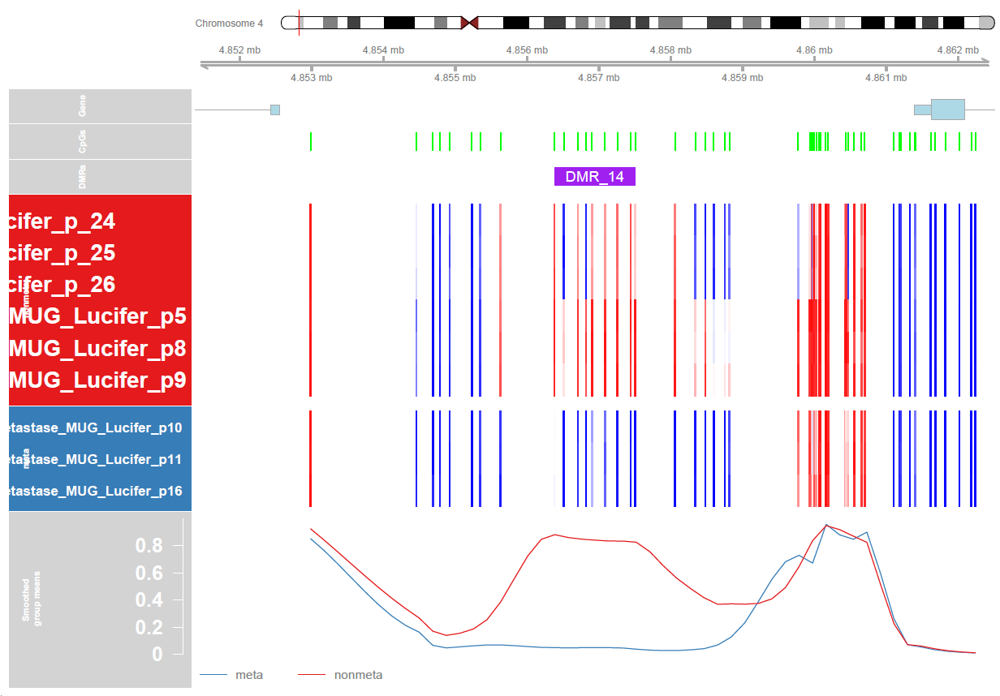 Chromosome 4
4.852 mb 4.854 mb 4.856 mb 4.858 mb 4.86 mb 4.862 mb
4.853 mb 4.855 mb 4.857 mb 4.859 mb 4.861 mb
Gene
CpGs
DMRs
DMR_14
cifer_p_24
cifer_p_25
cifer_p_26
nonmeta
MUG_Lucifer_p5
MUG_Lucifer_p8
MUG_Lucifer_p9
etastase_MUG_Lucifer_p10
etastase_MUG_Lucifer_p11
meta
etastase_MUG_Lucifer_p16
Smoothed
group means
0.8
0.6
0.4
0.2
0
meta nonmeta